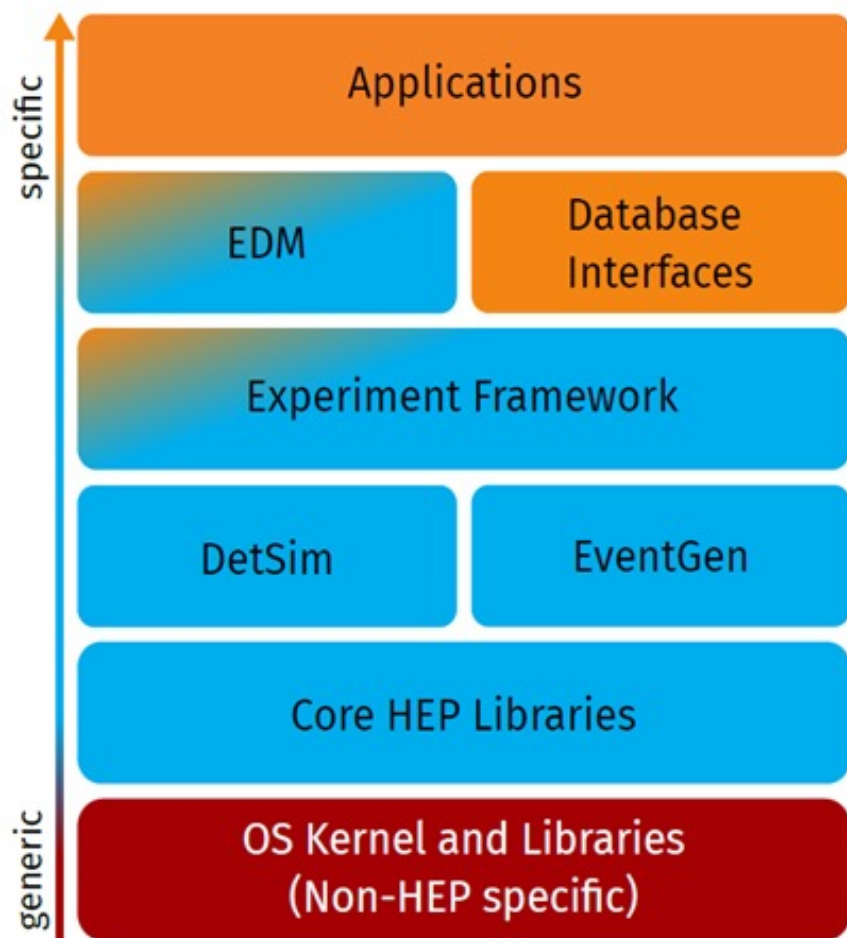 specific
Applications
EDM
Database
Interfaces
Experiment Framework
DetSim
EventGen
Core HEP Libraries
generic
OS Kernel and Libraries
(Non-HEP specific)